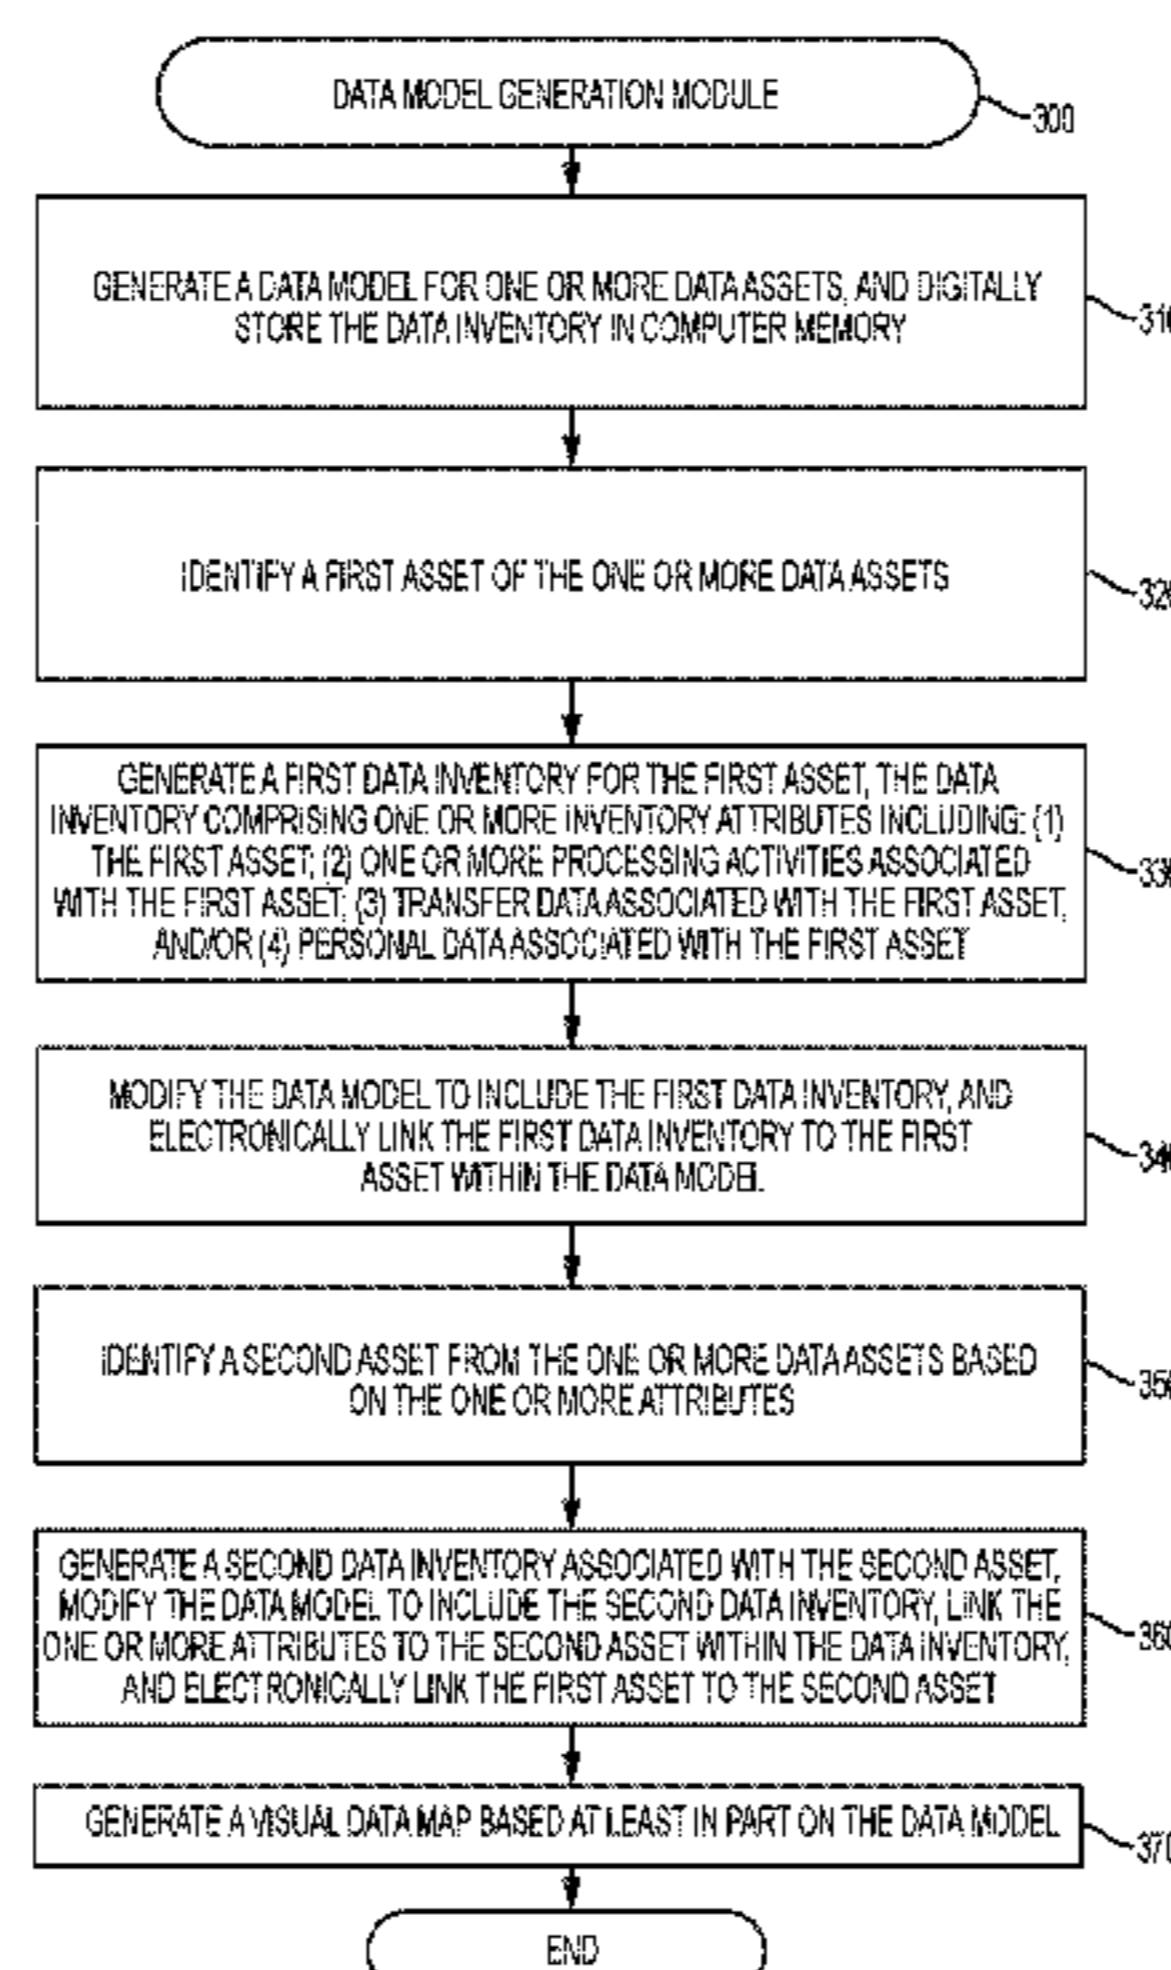 DATA MODEL GENERATION MODULE
300
GENERATE A DATA MODEL FOR ONE OR MORE DATA ASSETS, AND DIGITALLY
STORE THE DATA INVENTORY IN COMPUTER MEMORY
310
IDENTIFY A FIRST ASSET OF THE ONE OR MORE DATA ASSETS
320
GENERATE A FIRST DATA INVENTORY FOR THE FIRST ASSET, THE DATA
INVENTORY COMPRISING ONE OR MORE INVENTORY ATTRIBUTES INCLUDING: (1)
THE FIRST ASSET; (2) ONE OR MORE PROCESSING ACTIVITIES ASSOCIATED
WITH THE FIRST ASSET; (3) TRANSFER DATA ASSOCIATED WITH THE FIRST ASSET,
AND/OR (4) PERSONAL DATA ASSOCIATED WITH THE FIRST ASSET
330
MODIFY THE DATA MODEL TO INCLUDE THE FIRST DATA INVENTORY, AND
ELECTRONICALLY LINK THE FIRST DATA INVENTORY TO THE FIRST
ASSET WITHIN THE DATA MODEL
340
IDENTIFY A SECOND ASSET FROM THE ONE OR MORE DATA ASSETS BASED
ON THE ONE OR MORE ATTRIBUTES
350
GENERATE A SECOND DATA INVENTORY ASSOCIATED WITH THE SECOND ASSET,
MODIFY THE DATA MODEL TO INCLUDE THE SECOND DATA INVENTORY, LINK THE
ONE OR MORE ATTRIBUTES TO THE SECOND ASSET WITHIN THE DATA INVENTORY,
AND ELECTRONICALLY LINK THE FIRST ASSET TO THE SECOND ASSET
360
GENERATE A VISUAL DATA MAP BASED AT LEAST IN PART ON THE DATA MODEL
370
END